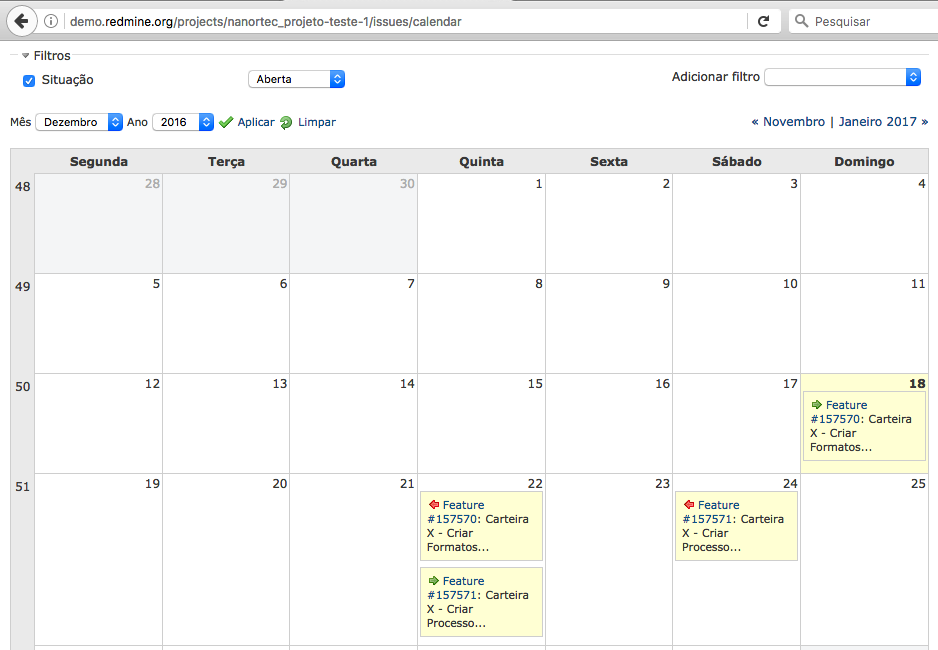 demo.redmine.org/projects/nanortec_projeto-teste-1/issues/calendar
Pesquisar
Filtros
Situação Aberta Adicionar filtro
Mês Dezembro Ano 2016 Aplicar Limpar « Novembro | Janeiro 2017 »
Segunda Terça Quarta Quinta Sexta Sábado Domingo
48 28 29 30 1 2 3 4
49 5 6 7 8 9 10 11
50 12 13 14 15 16 17 18
Feature
#157570: Carteira
X - Criar
Formatos...
51 19 20 21 22 23 24 25
Feature
#157570: Carteira
X - Criar
Formatos...
Feature
#157571: Carteira
X - Criar
Processo...
Feature
#157571: Carteira
X - Criar
Processo...